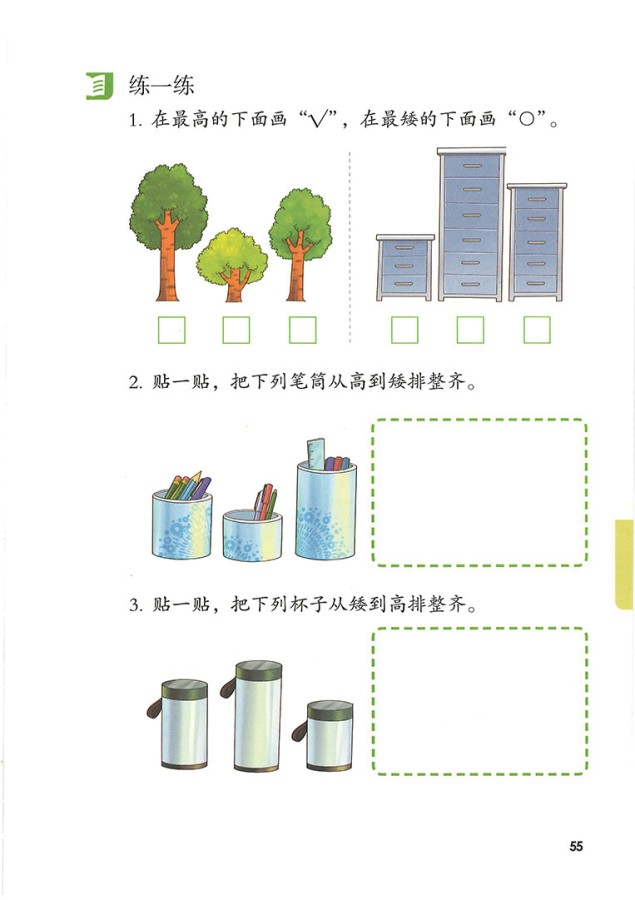 练一练
1. 在最高的下面画“√”，在最矮的下面画“○”。
2. 贴一贴，把下列笔筒从高到矮排整齐。
3. 贴一贴，把下列杯子从矮到高排整齐。
55